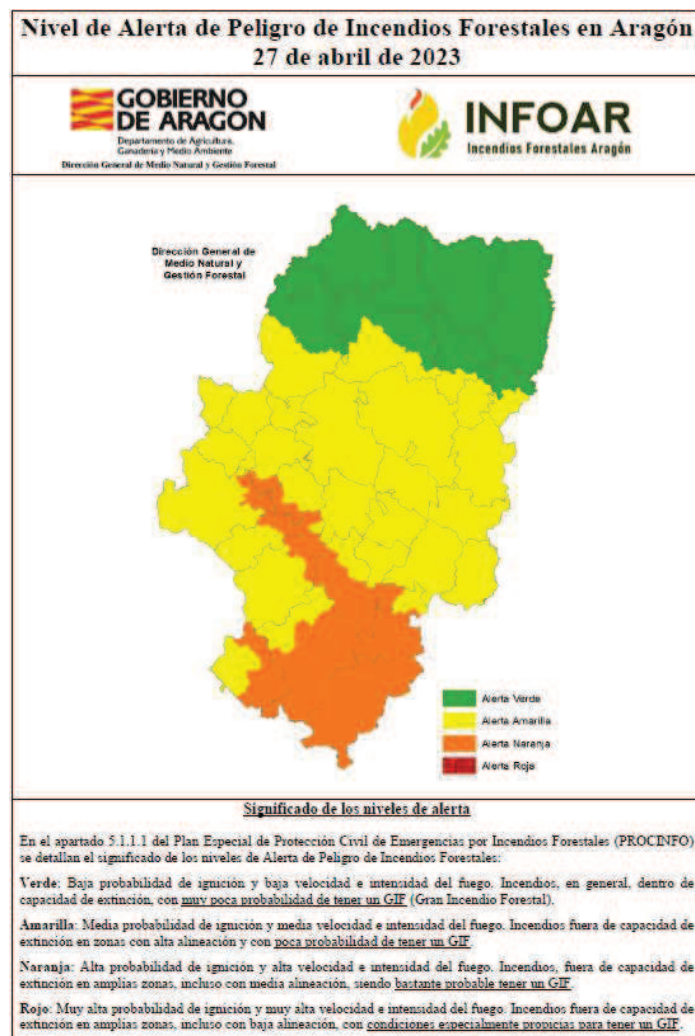 Nivel de Alerta de Peligro de Incendios Forestales en Aragón
27 de abril de 2023
GOBIERNO
DE ARAGON
Departamento de Agricultura,
Ganadería y Medio Ambiente
Dirección General de Medio Natural y Gestión Forestal
INFOAR
Incendios Forestales Aragón
Dirección General de
Medio Natural y
Gestión Forestal
Alerta Verde
Alerta Amarilla
Alerta Naranja
Alerta Roja
Significado de los niveles de alerta
En el apartado 5.1.1.1 del Plan Especial de Protección Civil de Emergencias por Incendios Forestales (PROCINFO)
se detallan el significado de los niveles de Alerta de Peligro de Incendios Forestales:
Verde: Baja probabilidad de ignición y baja velocidad e intensidad del fuego. Incendios, en general, dentro de
capacidad de extinción, con muy poca probabilidad de tener un GIF (Gran Incendio Forestal).
Amarilla: Media probabilidad de ignición y media velocidad e intensidad del fuego. Incendios fuera de capacidad de
extinción en zonas con alta alineación y con poca probabilidad de tener un GIF.
Naranja: Alta probabilidad de ignición y alta velocidad e intensidad del fuego. Incendios, fuera de capacidad de
extinción en amplias zonas, incluso con media alineación, siendo bastante probable tener un GIF.
Rojo: Muy alta probabilidad de ignición y muy alta velocidad e intensidad del fuego. Incendios fuera de capacidad de
extinción en amplias zonas, incluso con baja alineación, con condiciones especialmente propicias para tener un GIF.